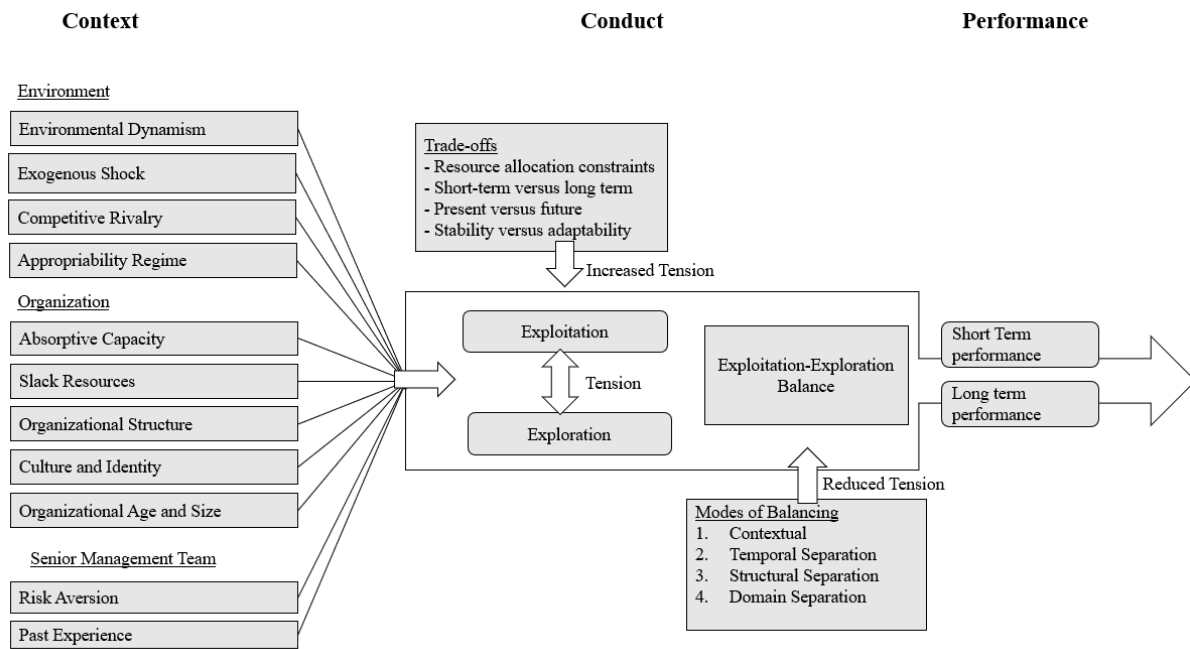 Context
Conduct
Performance
Environment
Environmental Dynamism
Exogenous Shock
Competitive Rivalry
Appropriability Regime
Organization
Absorptive Capacity
Slack Resources
Organizational Structure
Culture and Identity
Organizational Age and Size
Senior Management Team
Risk Aversion
Past Experience
Trade-offs
- Resource allocation constraints
- Short-term versus long term
- Present versus future
- Stability versus adaptability
Increased Tension
Exploitation
Tension
Exploration
Exploitation-Exploration
Balance
Reduced Tension
Modes of Balancing
1. Contextual
2. Temporal Separation
3. Structural Separation
4. Domain Separation
Short Term
performance
Long term
performance